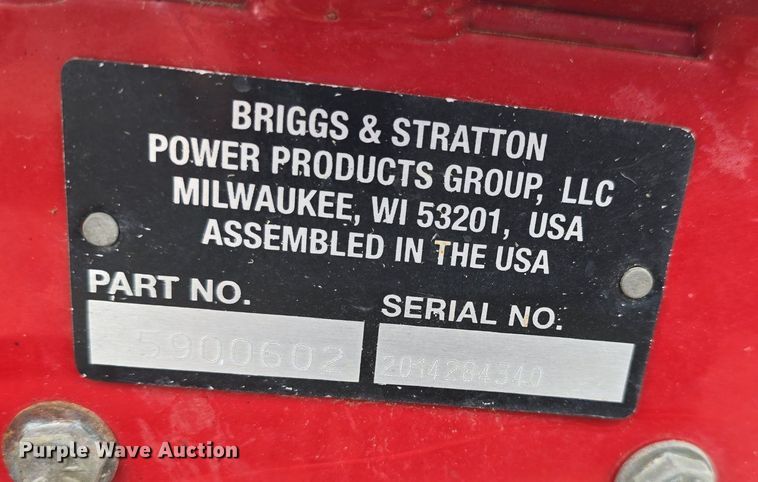 BRIGGS & STRATTON
POWER PRODUCTS GROUP, LLC
MILWAUKEE, WI 53201, USA
ASSEMBLED IN THE USA
PART NO.
SERIAL NO.
5900602
2014284340
Purple Wave Auction